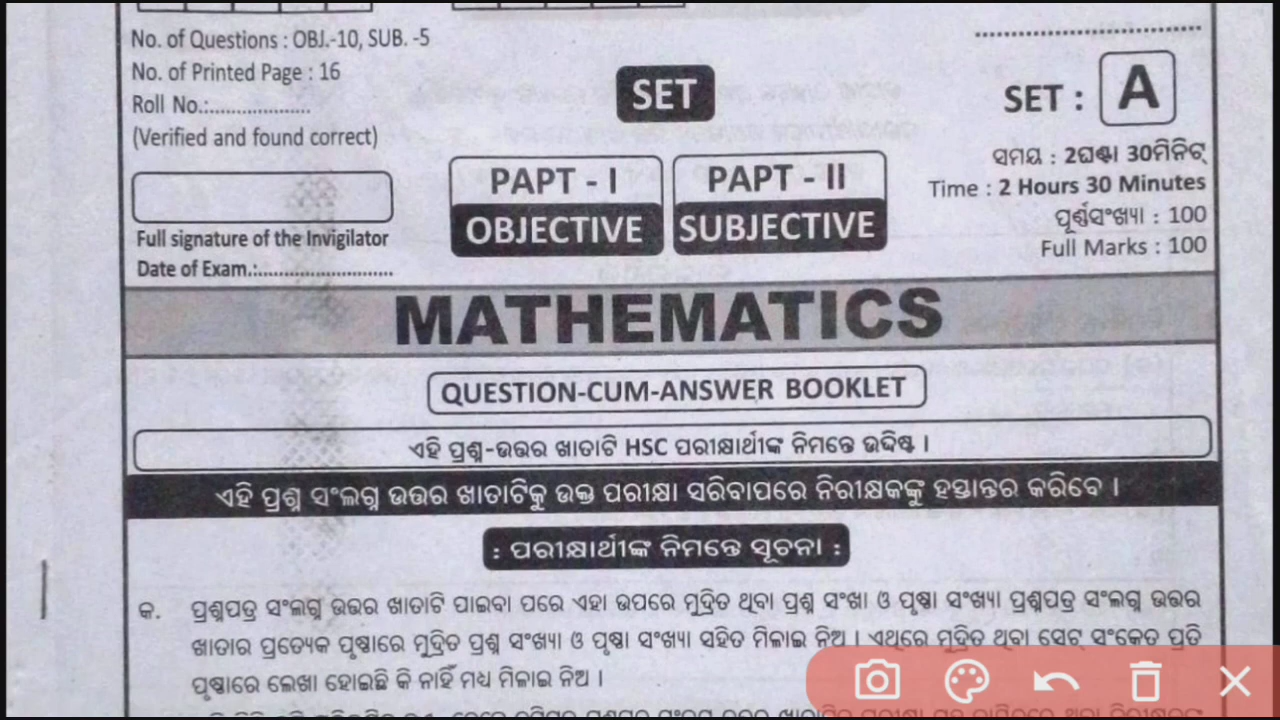 No. of Questions : OBJ.-10, SUB. -5
No. of Printed Page : 16
Roll No.:....................
(Verified and found correct)
Full signature of the Invigilator
Date of Exam.:..........................
SET
PAPT - I
OBJECTIVE
PAPT - II
SUBJECTIVE
SET : A
ସମୟ : 2ଘଣ୍ଟା 30ମିନିଟ୍
Time : 2 Hours 30 Minutes
ପୂର୍ଣ୍ଣସଂଖ୍ୟା : 100
Full Marks : 100
MATHEMATICS
QUESTION-CUM-ANSWER BOOKLET
ଏହି ପ୍ରଶ୍ନ-ଉତ୍ତର ଖାତାଟି HSC ପରୀକ୍ଷାର୍ଥୀଙ୍କ ନିମନ୍ତେ ଉଦ୍ଦିଷ୍ଟ ।
ଏହି ପ୍ରଶ୍ନ ସଂଲଗ୍ନ ଉତ୍ତର ଖାତାଟିକୁ ଉକ୍ତ ପରୀକ୍ଷା ସରିବାପରେ ନିରୀକ୍ଷକଙ୍କୁ ହସ୍ତାନ୍ତର କରିବେ ।
: ପରୀକ୍ଷାର୍ଥୀଙ୍କ ନିମନ୍ତେ ସୂଚନା :
କ. ପ୍ରଶ୍ନପତ୍ର ସଂଲଗ୍ନ ଉତ୍ତର ଖାତାଟି ପାଇବା ପରେ ଏହା ଉପରେ ମୁଦ୍ରିତ ଥିବା ପ୍ରଶ୍ନ ସଂଖା ଓ ପୃଷ୍ଠା ସଂଖ୍ୟା ପ୍ରଶ୍ନପତ୍ର ସଂଲଗ୍ନ ଉତ୍ତର
ଖାତାର ପ୍ରତ୍ୟେକ ପୃଷ୍ଠାରେ ମୁଦ୍ରିତ ପ୍ରଶ୍ନ ସଂଖ୍ୟା ଓ ପୃଷ୍ଠା ସଂଖ୍ୟା ସହିତ ମିଳାଇ ନିଅ । ଏଥିରେ ମୁଦ୍ରିତ ଥିବା ସେଟ୍ ସଂକେତ ପ୍ରତି
ପୃଷ୍ଠାରେ ଲେଖା ହୋଇଛି କି ନାହିଁ ମଧ୍ୟ ମିଳାଇ ନିଅ ।